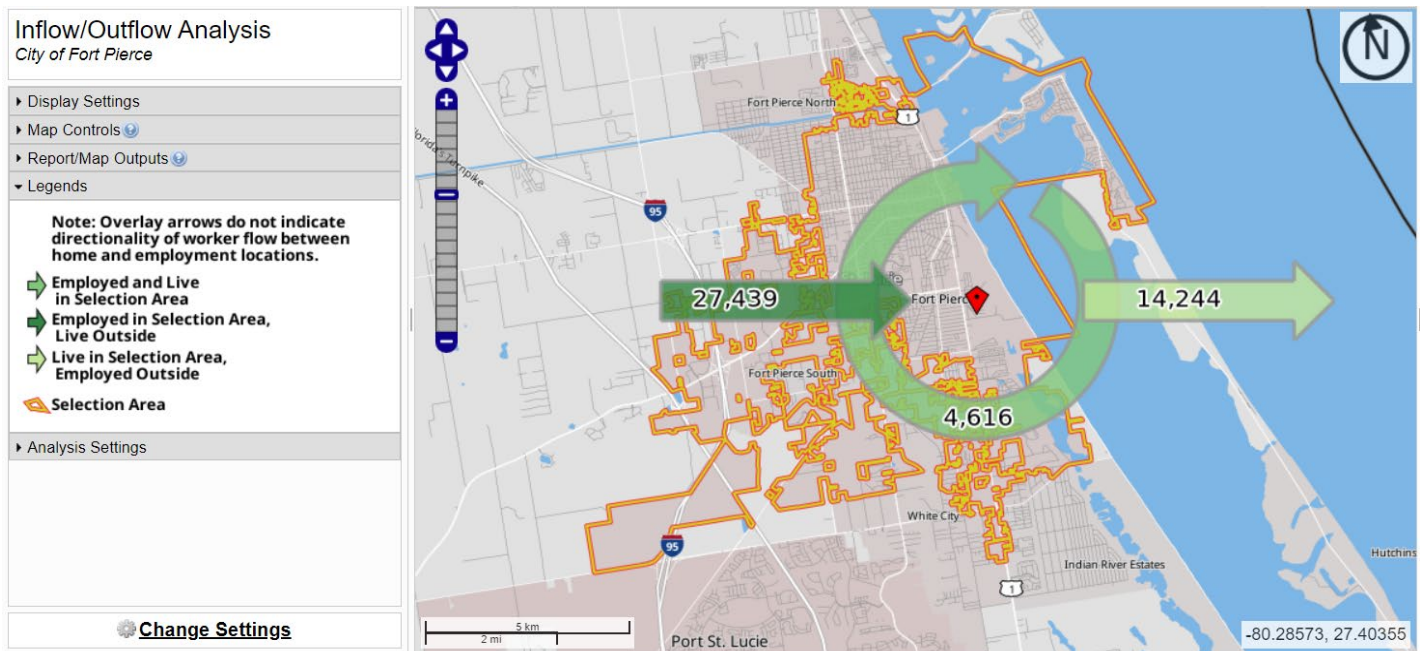 Inflow/Outflow Analysis
City of Fort Pierce
Display Settings
Map Controls
Report/Map Outputs
Legends
Note: Overlay arrows do not indicate
directionality of worker flow between
home and employment locations.
Employed and Live
in Selection Area
Employed in Selection Area,
Live Outside
Live in Selection Area,
Employed Outside
Selection Area
Analysis Settings
Change Settings
N
Fort Pierce North
1
Florida's Turnpike
95
27,439
Fort Pierc
14,244
Fort Pierce South
4,616
White City
95
Hutchins
Indian River Estates
1
5 km
2 mi
Port St. Lucie
-80.28573, 27.40355